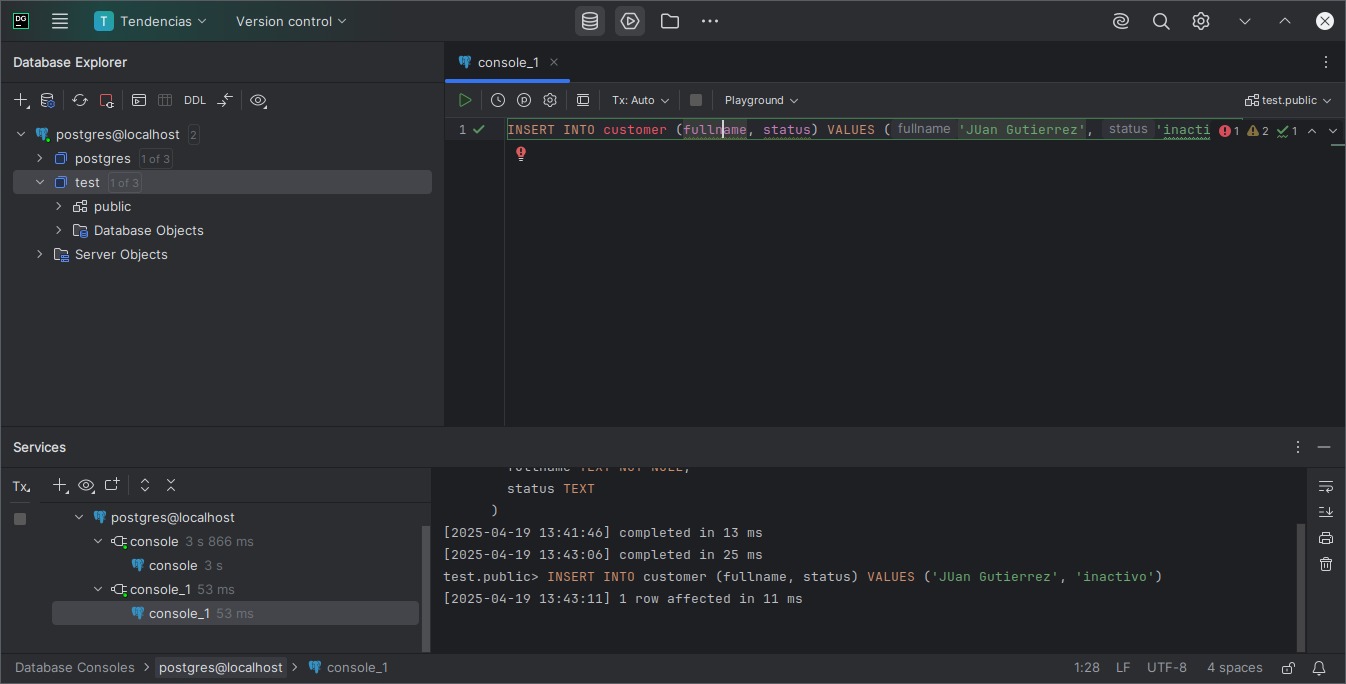 DG T Tendencias Version control
Database Explorer
console_1
DDL
Tx: Auto Playground test.public
postgres@localhost 2
postgres 1 of 3
test 1 of 3
public
Database Objects
Server Objects
1 INSERT INTO customer (fullname, status) VALUES ( fullname 'JUan Gutierrez', status 'inacti 1 2 1
Services
Tx
postgres@localhost
console 3 s 866 ms
console 3 s
console_1 53 ms
console_1 53 ms
fullname TEXT NOT NULL,
status TEXT
)
[2025-04-19 13:41:46] completed in 13 ms
[2025-04-19 13:43:06] completed in 25 ms
test.public> INSERT INTO customer (fullname, status) VALUES ('JUan Gutierrez', 'inactivo')
[2025-04-19 13:43:11] 1 row affected in 11 ms
Database Consoles postgres@localhost console_1
1:28 LF UTF-8 4 spaces